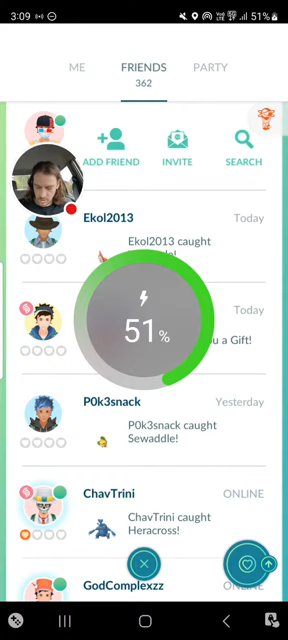 3:09
51%
ME
FRIENDS
PARTY
362
ADD FRIEND
INVITE
SEARCH
Ekol2013
Today
Ekol2013 caught
51%
Today
u a Gift!
P0k3snack
Yesterday
P0k3snack caught
Sewaddle!
ChavTrini
ONLINE
ChavTrini caught
Heracross!
GodComplexzz
ONLINE